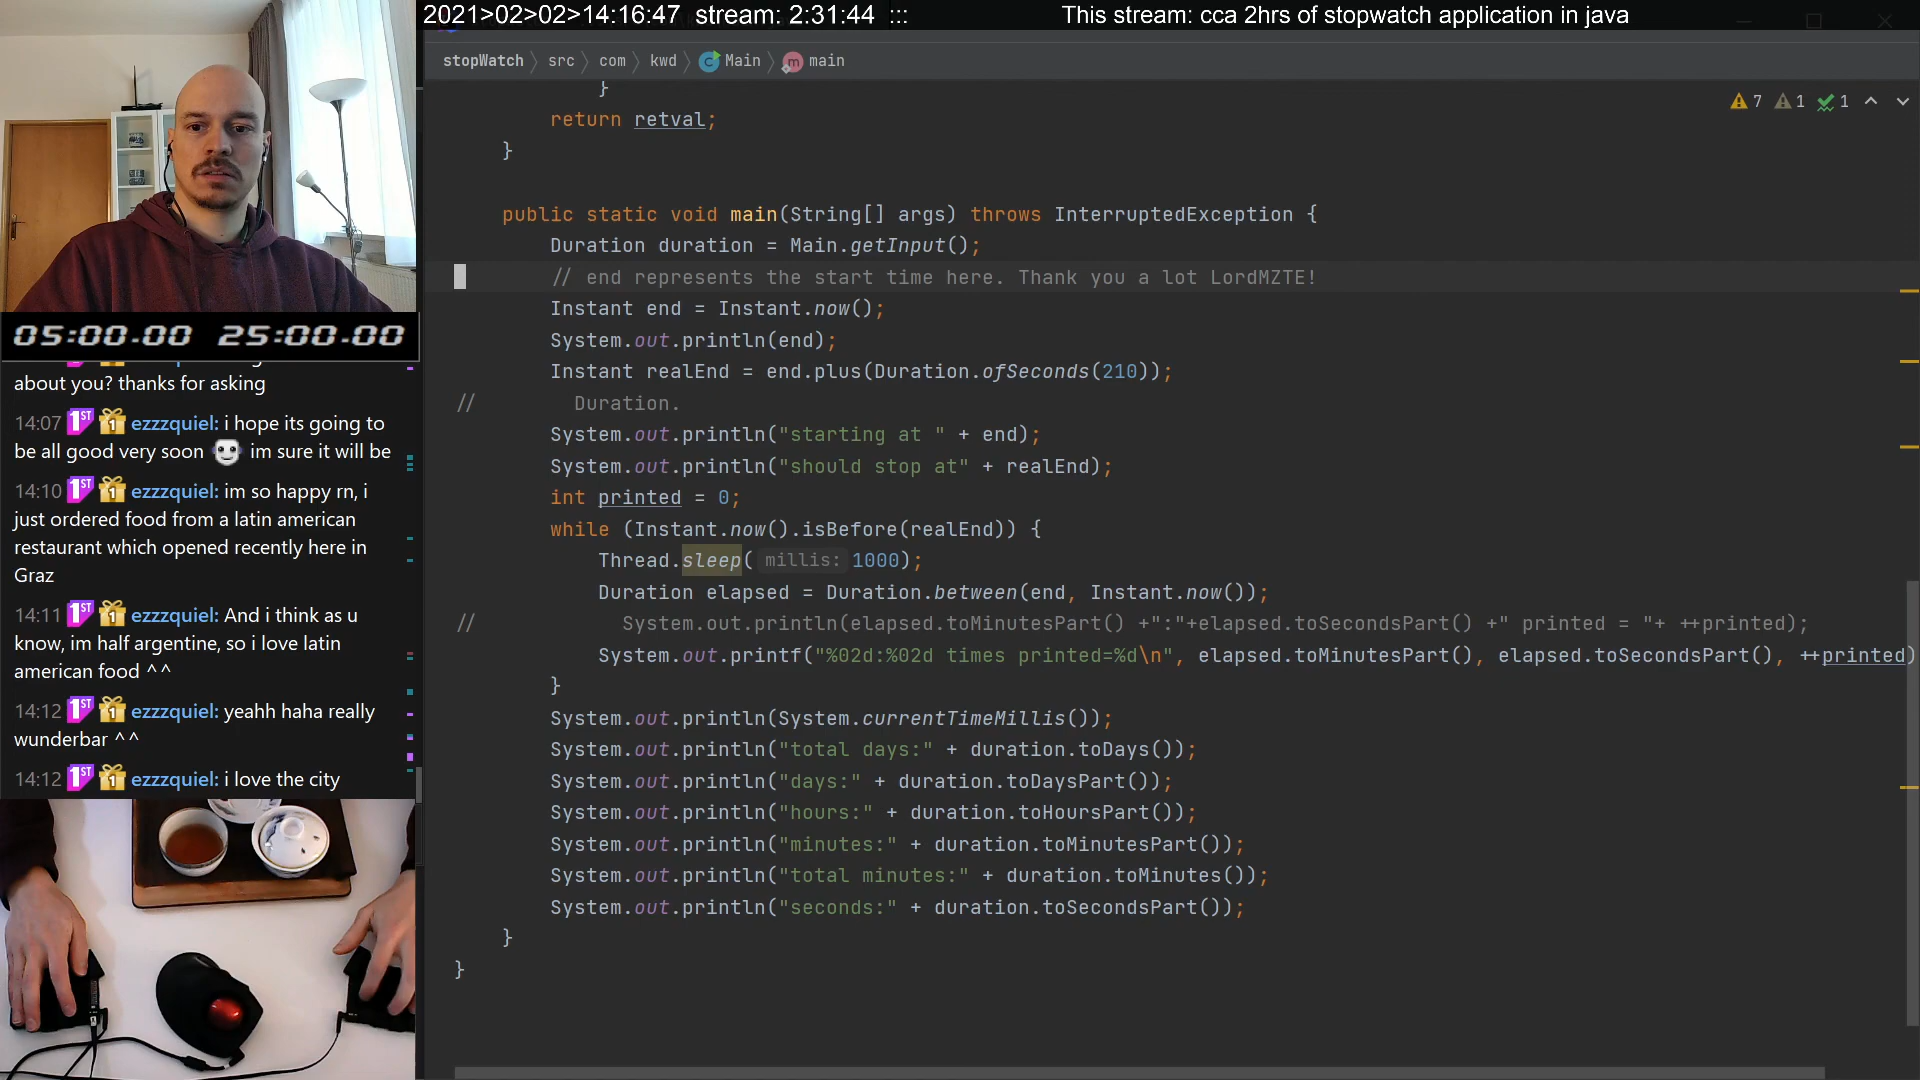 2021>02>02>14:16:47 stream: 2:31:44 ::: This stream: cca 2hrs of stopwatch application in java
stopWatch src com kwd Main main
7 1 1
}
return retval;
}
public static void main(String[] args) throws InterruptedException {
Duration duration = Main.getInput();
// end represents the start time here. Thank you a lot LordMZTE!
Instant end = Instant.now();
System.out.println(end);
Instant realEnd = end.plus(Duration.ofSeconds(210));
// Duration.
System.out.println("starting at " + end);
System.out.println("should stop at" + realEnd);
int printed = 0;
while (Instant.now().isBefore(realEnd)) {
Thread.sleep( millis: 1000);
Duration elapsed = Duration.between(end, Instant.now());
// System.out.println(elapsed.toMinutesPart() +":"+elapsed.toSecondsPart() +" printed = "+ ++printed);
System.out.printf("%02d:%02d times printed=%d\n", elapsed.toMinutesPart(), elapsed.toSecondsPart(), ++printed)
}
System.out.println(System.currentTimeMillis());
System.out.println("total days:" + duration.toDays());
System.out.println("days:" + duration.toDaysPart());
System.out.println("hours:" + duration.toHoursPart());
System.out.println("minutes:" + duration.toMinutesPart());
System.out.println("total minutes:" + duration.toMinutes());
System.out.println("seconds:" + duration.toSecondsPart());
}
}
05:00.00 25:00.00
about you? thanks for asking
14:07 1ST 1 ezzzquiel: i hope its going to
be all good very soon im sure it will be
14:10 1ST 1 ezzzquiel: im so happy rn, i
just ordered food from a latin american
restaurant which opened recently here in
Graz
14:11 1ST 1 ezzzquiel: And i think as u
know, im half argentine, so i love latin
american food ^^
14:12 1ST 1 ezzzquiel: yeahh haha really
wunderbar ^^
14:12 1ST 1 ezzzquiel: i love the city